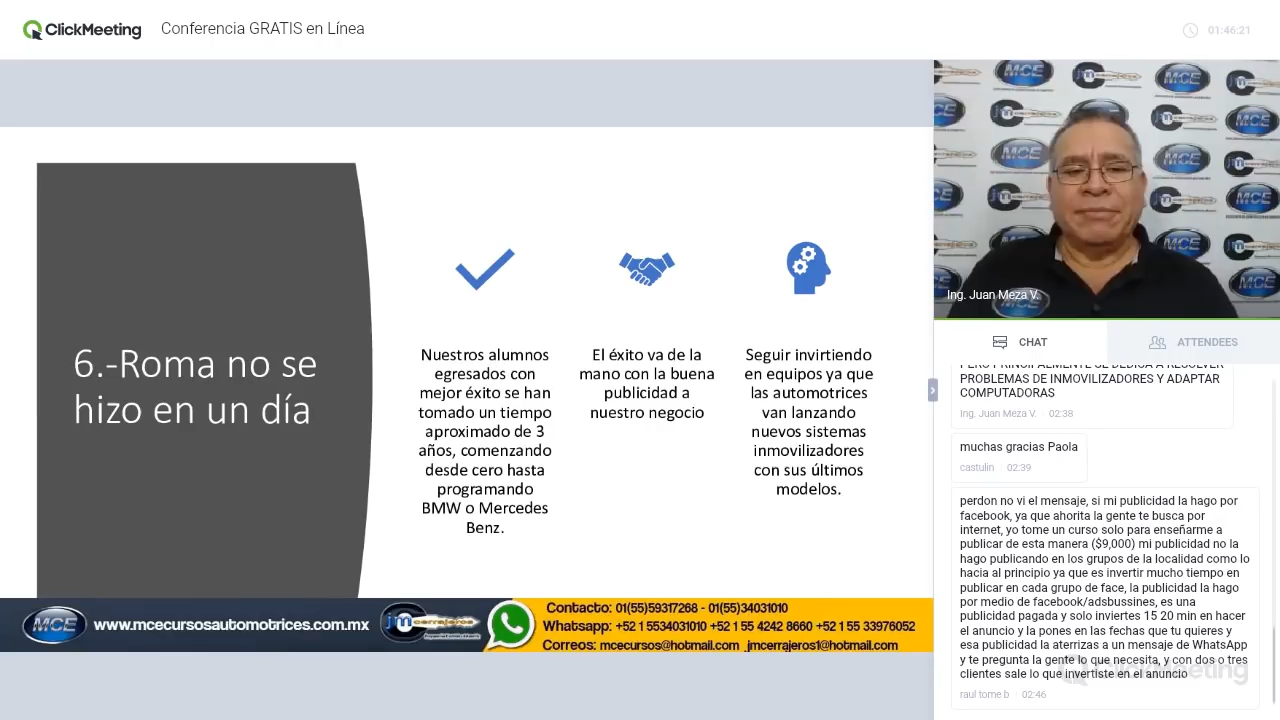 ClickMeeting
Conferencia GRATIS en Línea
01:46:21
6.-Roma no se
hizo en un día
Nuestros alumnos
egresados con
mejor éxito se han
tomado un tiempo
aproximado de 3
años, comenzando
desde cero hasta
programando
BMW o Mercedes
Benz.
El éxito va de la
mano con la buena
publicidad a
nuestro negocio
Seguir invirtiendo
en equipos ya que
las automotrices
van lanzando
nuevos sistemas
inmovilizadores
con sus últimos
modelos.
MCE
www.mcecursosautomotrices.com.mx
jm cerrajeros
Contacto: 01(55)59317268 - 01(55)34031010
Whatsapp: +52 1 5534031010 +52 1 55 4242 8660 +52 1 55 33976052
Correos: mcecursos@hotmail.com jmcerrajeros1@hotmail.com
MCE
Ing. Juan Meza V.
CHAT
ATTENDEES
PERO PRINCIPALMENTE SE DEDICA A RESOLVER
PROBLEMAS DE INMOVILIZADORES Y ADAPTAR
COMPUTADORAS
Ing. Juan Meza V. · 02:38
muchas gracias Paola
castulin · 02:39
perdon no vi el mensaje, si mi publicidad la hago por
facebook, ya que ahorita la gente te busca por
internet, yo tome un curso solo para enseñarme a
publicar de esta manera ($9,000) mi publicidad no la
hago publicando en los grupos de la localidad como lo
hacia al principio ya que es invertir mucho tiempo en
publicar en cada grupo de face, la publicidad la hago
por medio de facebook/adsbussines, es una
publicidad pagada y solo inviertes 15 20 min en hacer
el anuncio y la pones en las fechas que tu quieres y
esa publicidad la aterrizas a un mensaje de WhatsApp
y te pregunta la gente lo que necesita, y con dos o tres
clientes sale lo que invertiste en el anuncio
raul tome b · 02:46
ClickMeeting